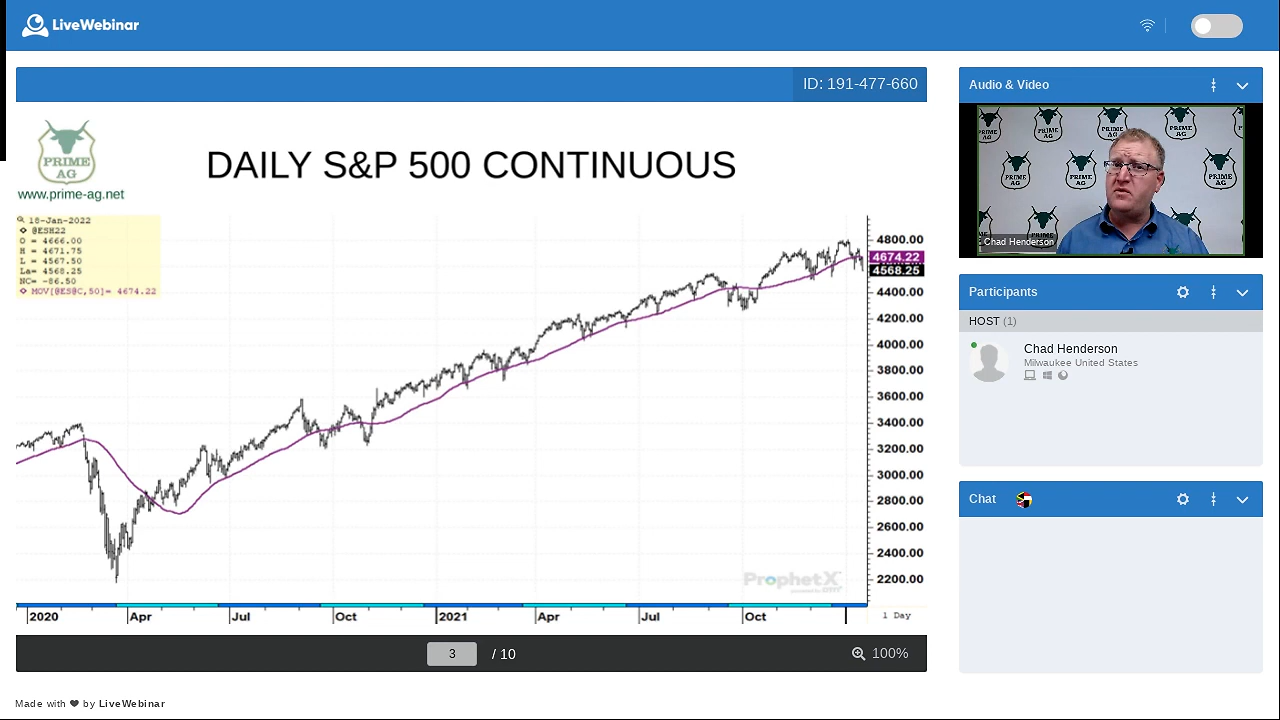 LiveWebinar
ID: 191-477-660
PRIME
AG
www.prime-ag.net
DAILY S&P 500 CONTINUOUS
18-Jan-2022
@ESH22
O = 4666.00
H = 4671.75
L = 4567.50
La= 4568.25
NC= -86.50
MOV[@ES@C,50]= 4674.22
4800.00
4674.22
4568.25
4400.00
4200.00
4000.00
3800.00
3600.00
3400.00
3200.00
3000.00
2800.00
2600.00
2400.00
2200.00
ProphetX
2020 Apr Jul Oct 2021 Apr Jul Oct 1 Day
3 / 10
100%
Audio & Video
PRIME
AG
Chad Henderson
Participants
HOST (1)
Chad Henderson
Milwaukee United States
Chat
Made with ❤ by LiveWebinar